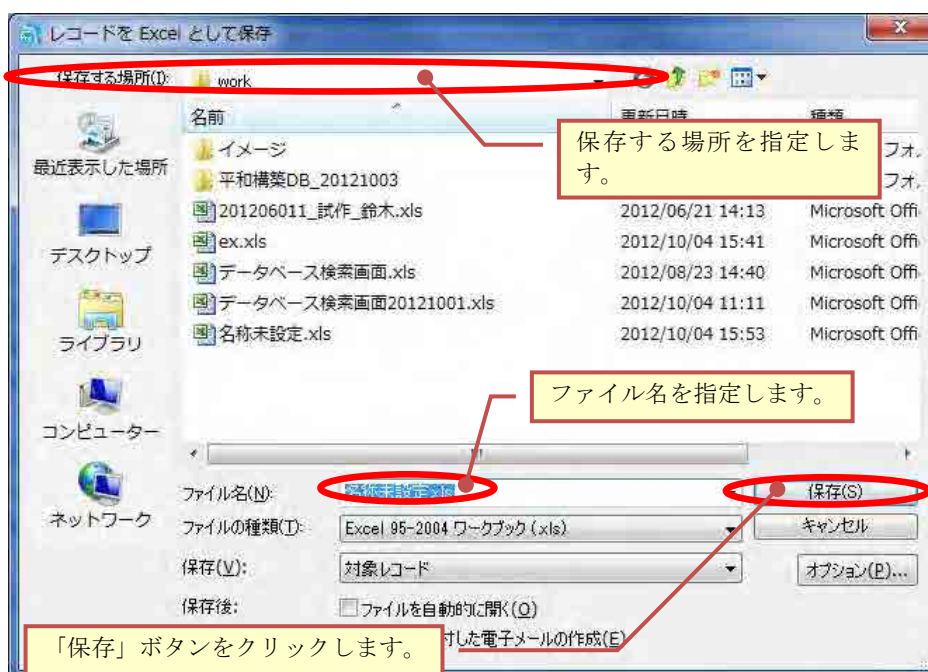 レコードを Excel として保存
保存する場所(I):
work
名前
更新日時
種類
保存する場所を指定しま
す。
イメージ
フォ
平和構築DB_20121003
フォ
201206011_試作_鈴木.xls
2012/06/21 14:13
Microsoft Offi
ex.xls
2012/10/04 15:41
Microsoft Offi
データベース検索画面.xls
2012/08/23 14:40
Microsoft Offi
データベース検索画面20121001.xls
2012/10/04 11:11
Microsoft Offi
名称未設定.xls
2012/10/04 15:53
Microsoft Offi
最近表示した場所
デスクトップ
ライブラリ
コンピューター
ネットワーク
ファイル名を指定します。
ファイル名(N):
名称未設定.xls
保存(S)
ファイルの種類(T):
Excel 95-2004 ワークブック (.xls)
キャンセル
保存(V):
対象レコード
オプション(P)...
保存後:
ファイルを自動的に開く(O)
付した電子メールの作成(E)
「保存」ボタンをクリックします。